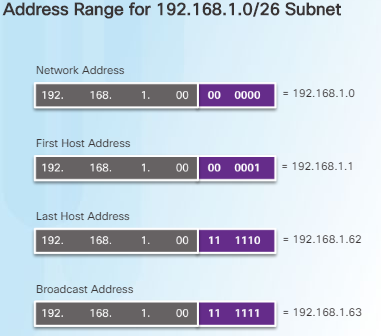 Address Range for 192.168.1.0/26 Subnet
Network Address
192. 168. 1. 00 00 0000 = 192.168.1.0
First Host Address
192. 168. 1. 00 00 0001 = 192.168.1.1
Last Host Address
192. 168. 1. 00 11 1110 = 192.168.1.62
Broadcast Address
192. 168. 1. 00 11 1111 = 192.168.1.63